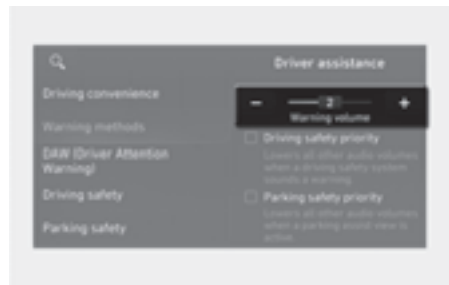 Driver assistance
Driving convenience
Warning methods
DAW (Driver Attention
Warning)
Driving safety
Parking safety
- 2 +
Warning volume
Driving safety priority
Lowers all other audio volumes
when a driving safety system
sounds a warning.
Parking safety priority
Lowers all other audio volumes
when a parking assist view is
active.